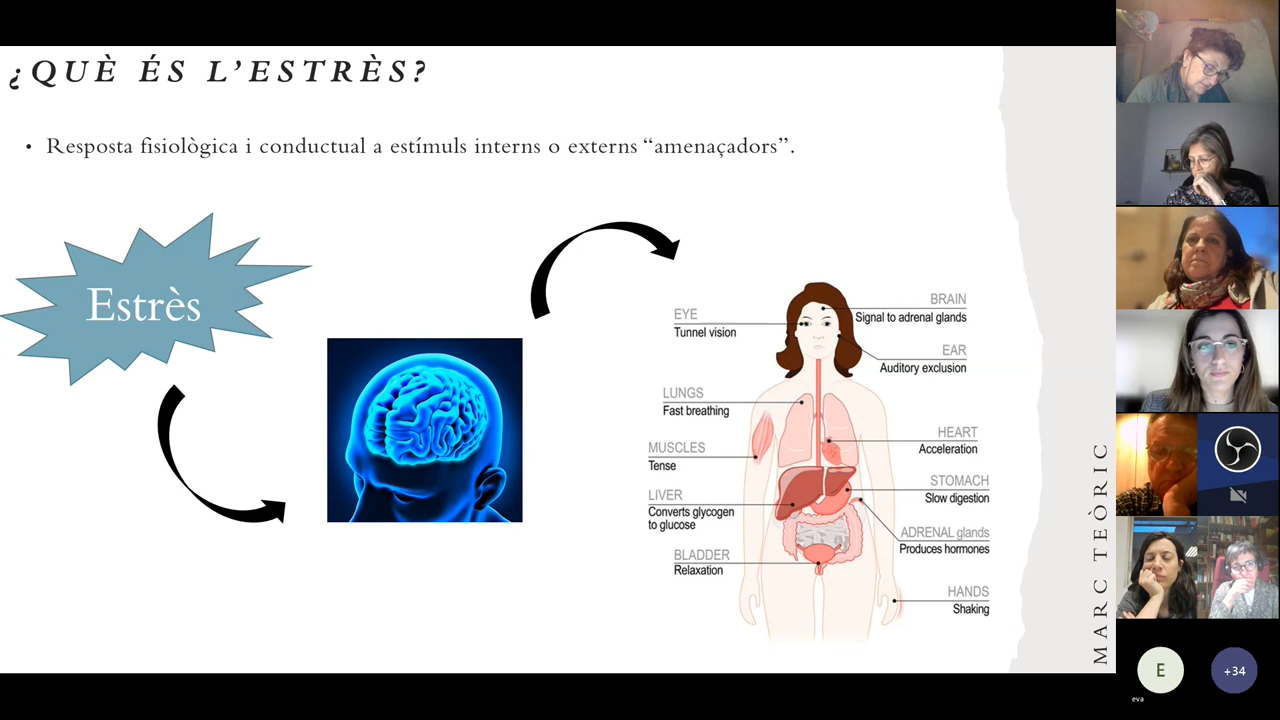 ¿QUÈ ÉS L'ESTRÈS?
• Resposta fisiològica i conductual a estímuls interns o externs “amenaçadors”.
Estrès
EYE
Tunnel vision
LUNGS
Fast breathing
MUSCLES
Tense
LIVER
Converts glycogen
to glucose
BLADDER
Relaxation
BRAIN
Signal to adrenal glands
EAR
Auditory exclusion
HEART
Acceleration
STOMACH
Slow digestion
ADRENAL glands
Produces hormones
HANDS
Shaking
MARC TEÒRIC
E
eva
+34